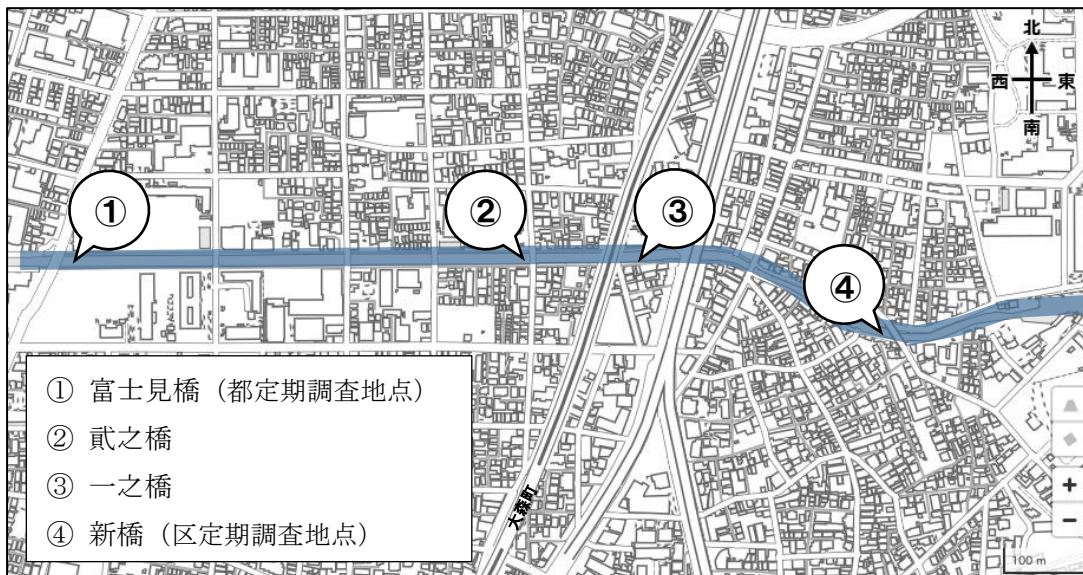 北
西 東
南
①
②
③
④
大森町
① 富士見橋（都定期調査地点）
② 貮之橋
③ 一之橋
④ 新橋（区定期調査地点）
+
−
100 m